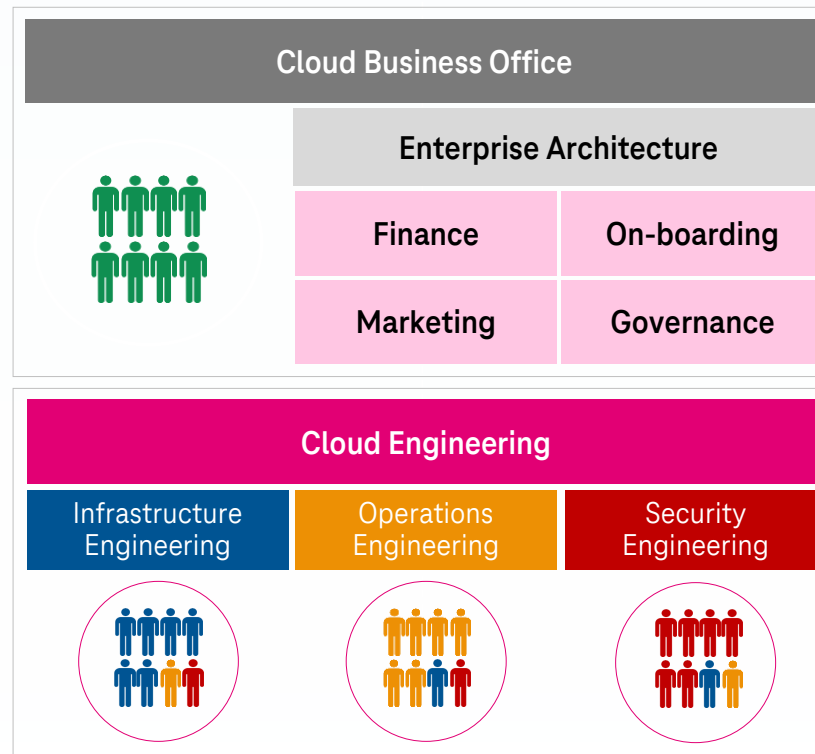 Cloud Business Office
Enterprise Architecture
Finance
On-boarding
Marketing
Governance
Cloud Engineering
Infrastructure
Engineering
Operations
Engineering
Security
Engineering